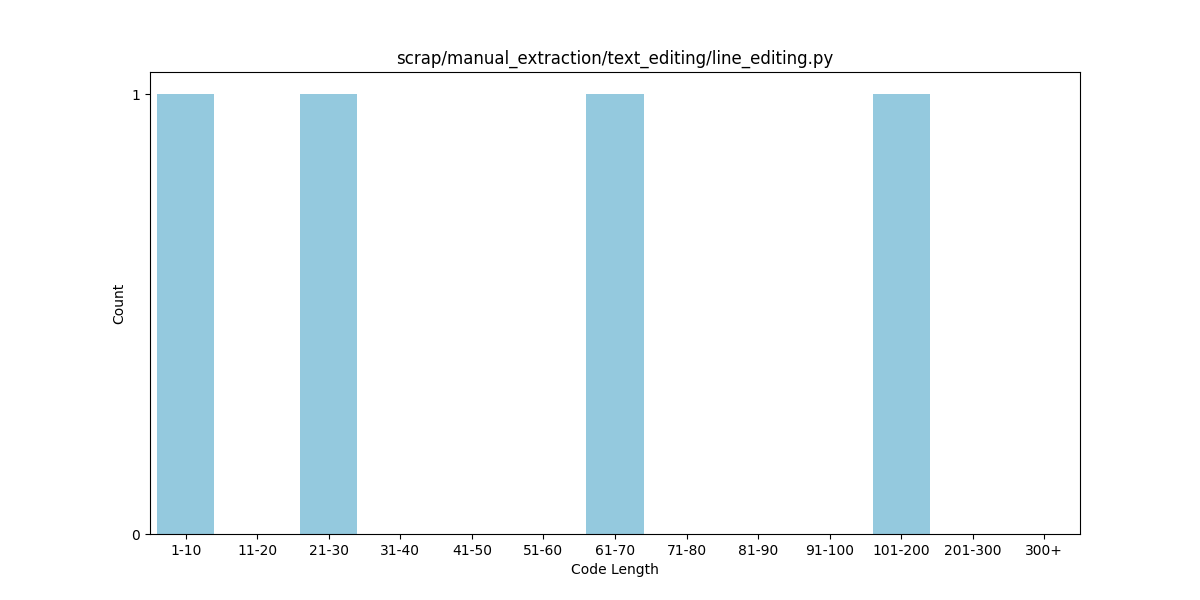 scrap/manual_extraction/text_editing/line_editing.py
1
Count
0
1-10 11-20 21-30 31-40 41-50 51-60 61-70 71-80 81-90 91-100 101-200 201-300 300+
Code Length